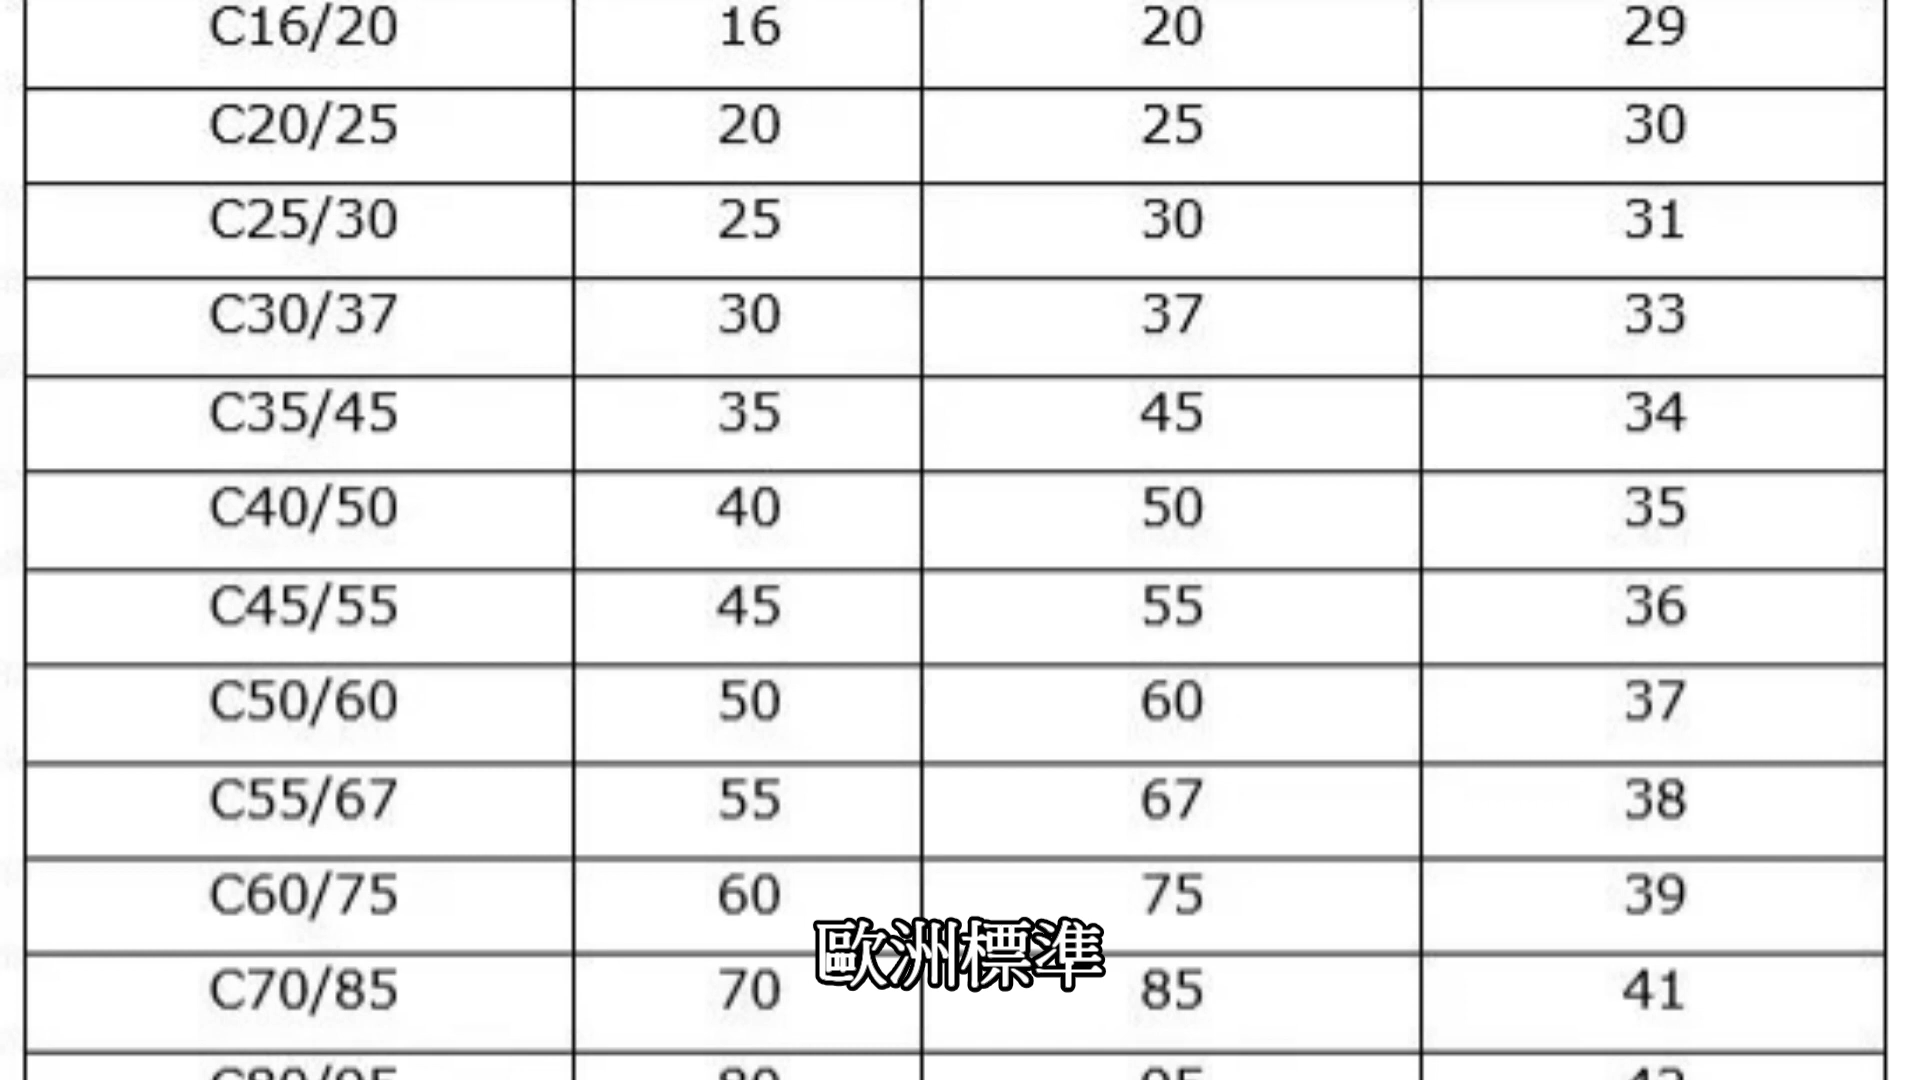 C16/20 16 20 29
C20/25 20 25 30
C25/30 25 30 31
C30/37 30 37 33
C35/45 35 45 34
C40/50 40 50 35
C45/55 45 55 36
C50/60 50 60 37
C55/67 55 67 38
C60/75 60 75 39
歐洲標準
C70/85 70 85 41